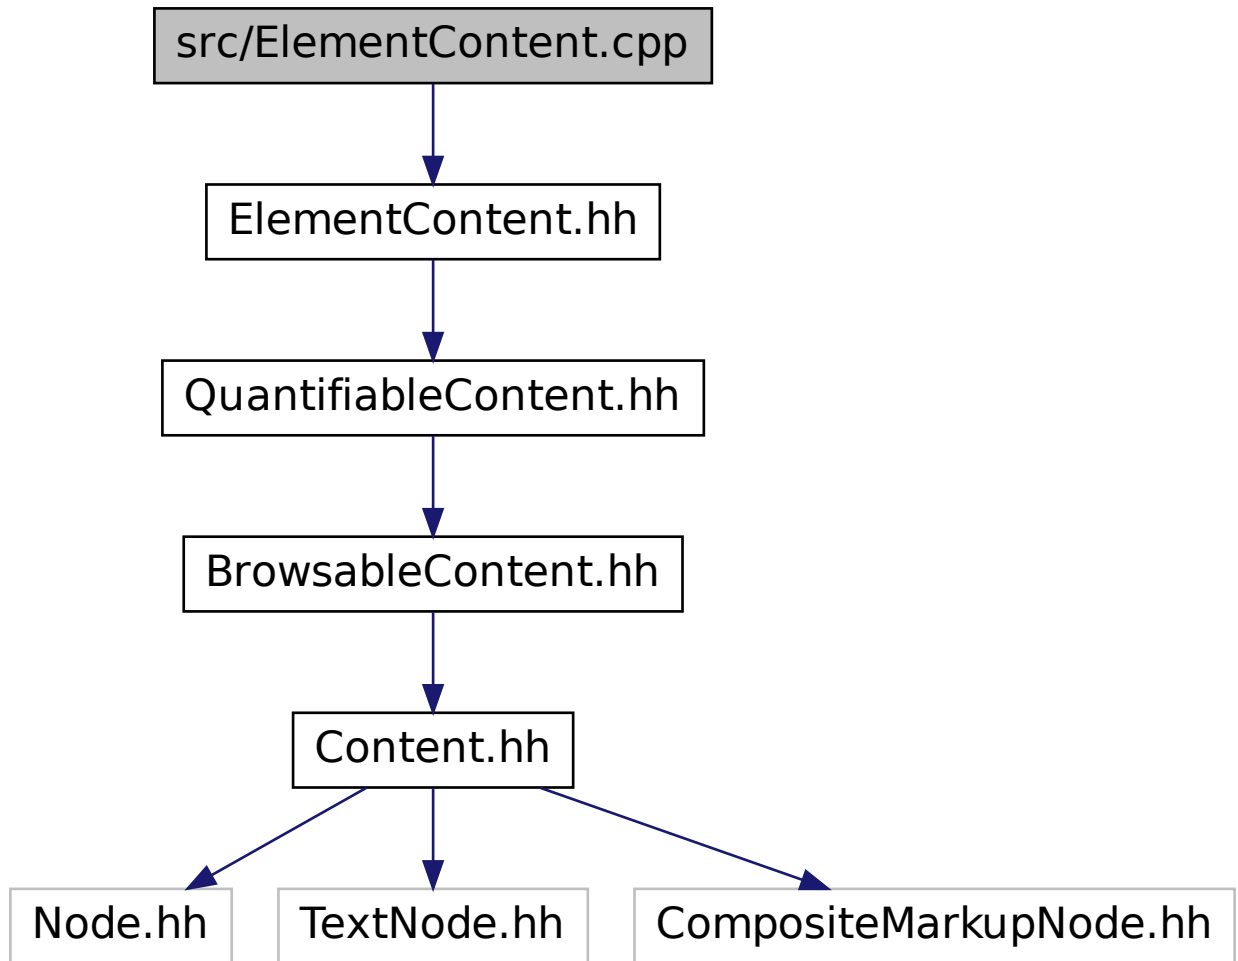 src/ElementContent.cpp
ElementContent.hh
QuantifiableContent.hh
BrowsableContent.hh
Content.hh
Node.hh
TextNode.hh
CompositeMarkupNode.hh